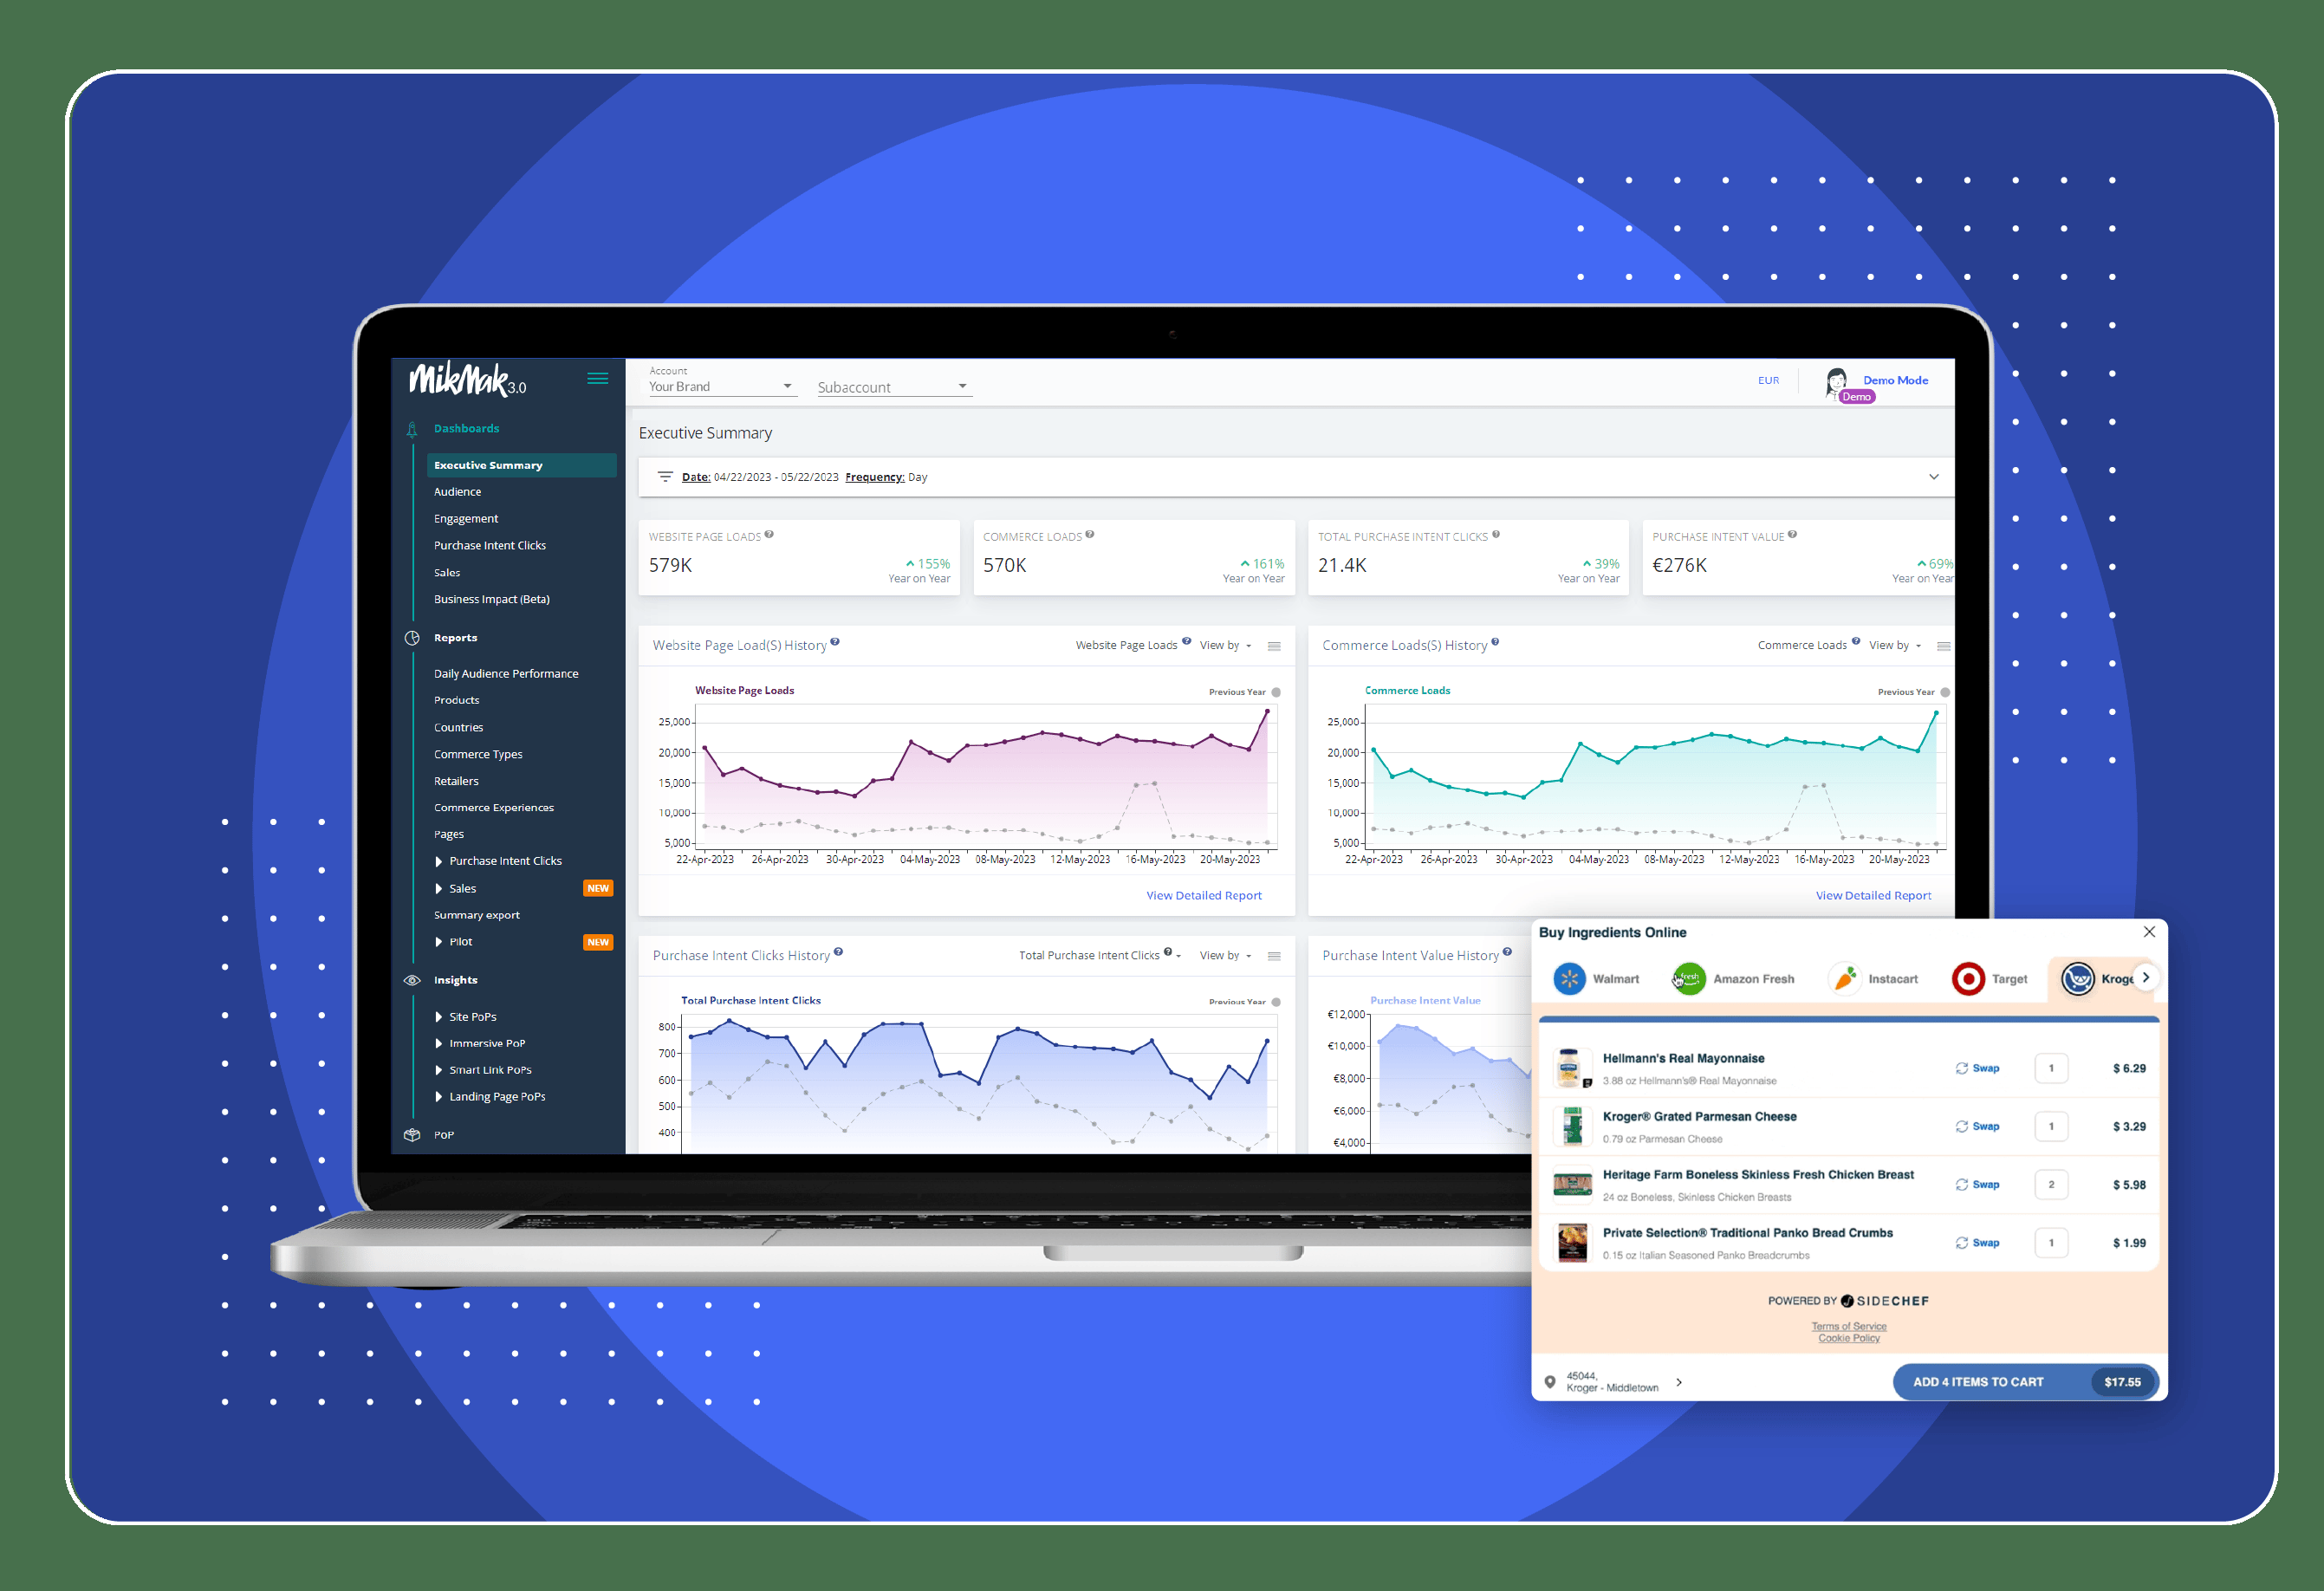 MikMak 3.0
Dashboards
Executive Summary
Audience
Engagement
Purchase Intent Clicks
Sales
Business Impact (Beta)
Reports
Daily Audience Performance
Products
Countries
Commerce Types
Retailers
Commerce Experiences
Pages
Purchase Intent Clicks
Sales NEW
Summary export
Pilot NEW
Insights
Site PoPs
Immersive PoP
Smart Link PoPs
Landing Page PoPs
PoP
Account
Your Brand
Subaccount
EUR
Demo Mode
Demo
Executive Summary
Date: 04/22/2023 - 05/22/2023 Frequency: Day
WEBSITE PAGE LOADS
579K
155%
Year on Year
COMMERCE LOADS
570K
161%
Year on Year
TOTAL PURCHASE INTENT CLICKS
21.4K
39%
Year on Year
PURCHASE INTENT VALUE
€276K
69%
Year on Year
Website Page Load(S) History Website Page Loads View by
Website Page Loads Previous Year
25,000
20,000
15,000
10,000
5,000
22-Apr-2023 26-Apr-2023 30-Apr-2023 04-May-2023 08-May-2023 12-May-2023 16-May-2023 20-May-2023
View Detailed Report
Commerce Loads(S) History Commerce Loads View by
Commerce Loads Previous Year
25,000
20,000
15,000
10,000
5,000
22-Apr-2023 26-Apr-2023 30-Apr-2023 04-May-2023 08-May-2023 12-May-2023 16-May-2023 20-May-2023
View Detailed Report
Purchase Intent Clicks History Total Purchase Intent Clicks View by
Total Purchase Intent Clicks Previous Year
800
700
600
500
400
Purchase Intent Value History
Purchase Intent Value
€12,000
€10,000
€8,000
€6,000
€4,000
Buy Ingredients Online
Walmart fresh Amazon Fresh Instacart Target Kroge
Hellmann's Real Mayonnaise
3.88 oz Hellmann's® Real Mayonnaise
Swap 1 $ 6.29
Kroger® Grated Parmesan Cheese
0.79 oz Parmesan Cheese
Swap 1 $ 3.29
Heritage Farm Boneless Skinless Fresh Chicken Breast
24 oz Boneless, Skinless Chicken Breasts
Swap 2 $ 5.98
Private Selection® Traditional Panko Bread Crumbs
0.15 oz Italian Seasoned Panko Breadcrumbs
Swap 1 $ 1.99
POWERED BY SIDECHEF
Terms of Service
Cookie Policy
45044,
Kroger - Middletown
ADD 4 ITEMS TO CART $17.55